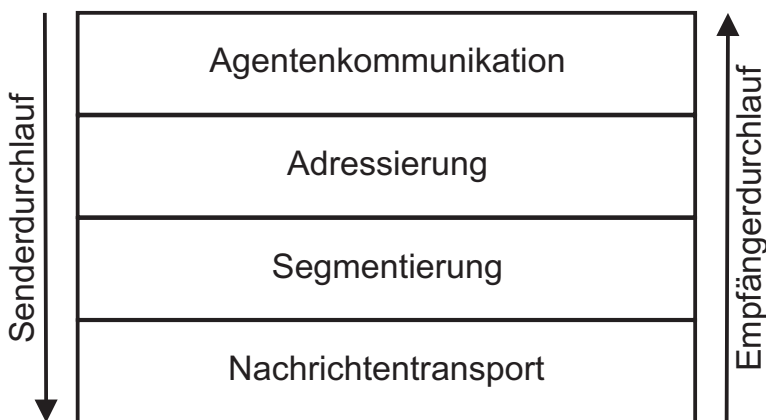 Senderdurchlauf
Agentenkommunikation
Adressierung
Segmentierung
Nachrichtentransport
Empfängerdurchlauf